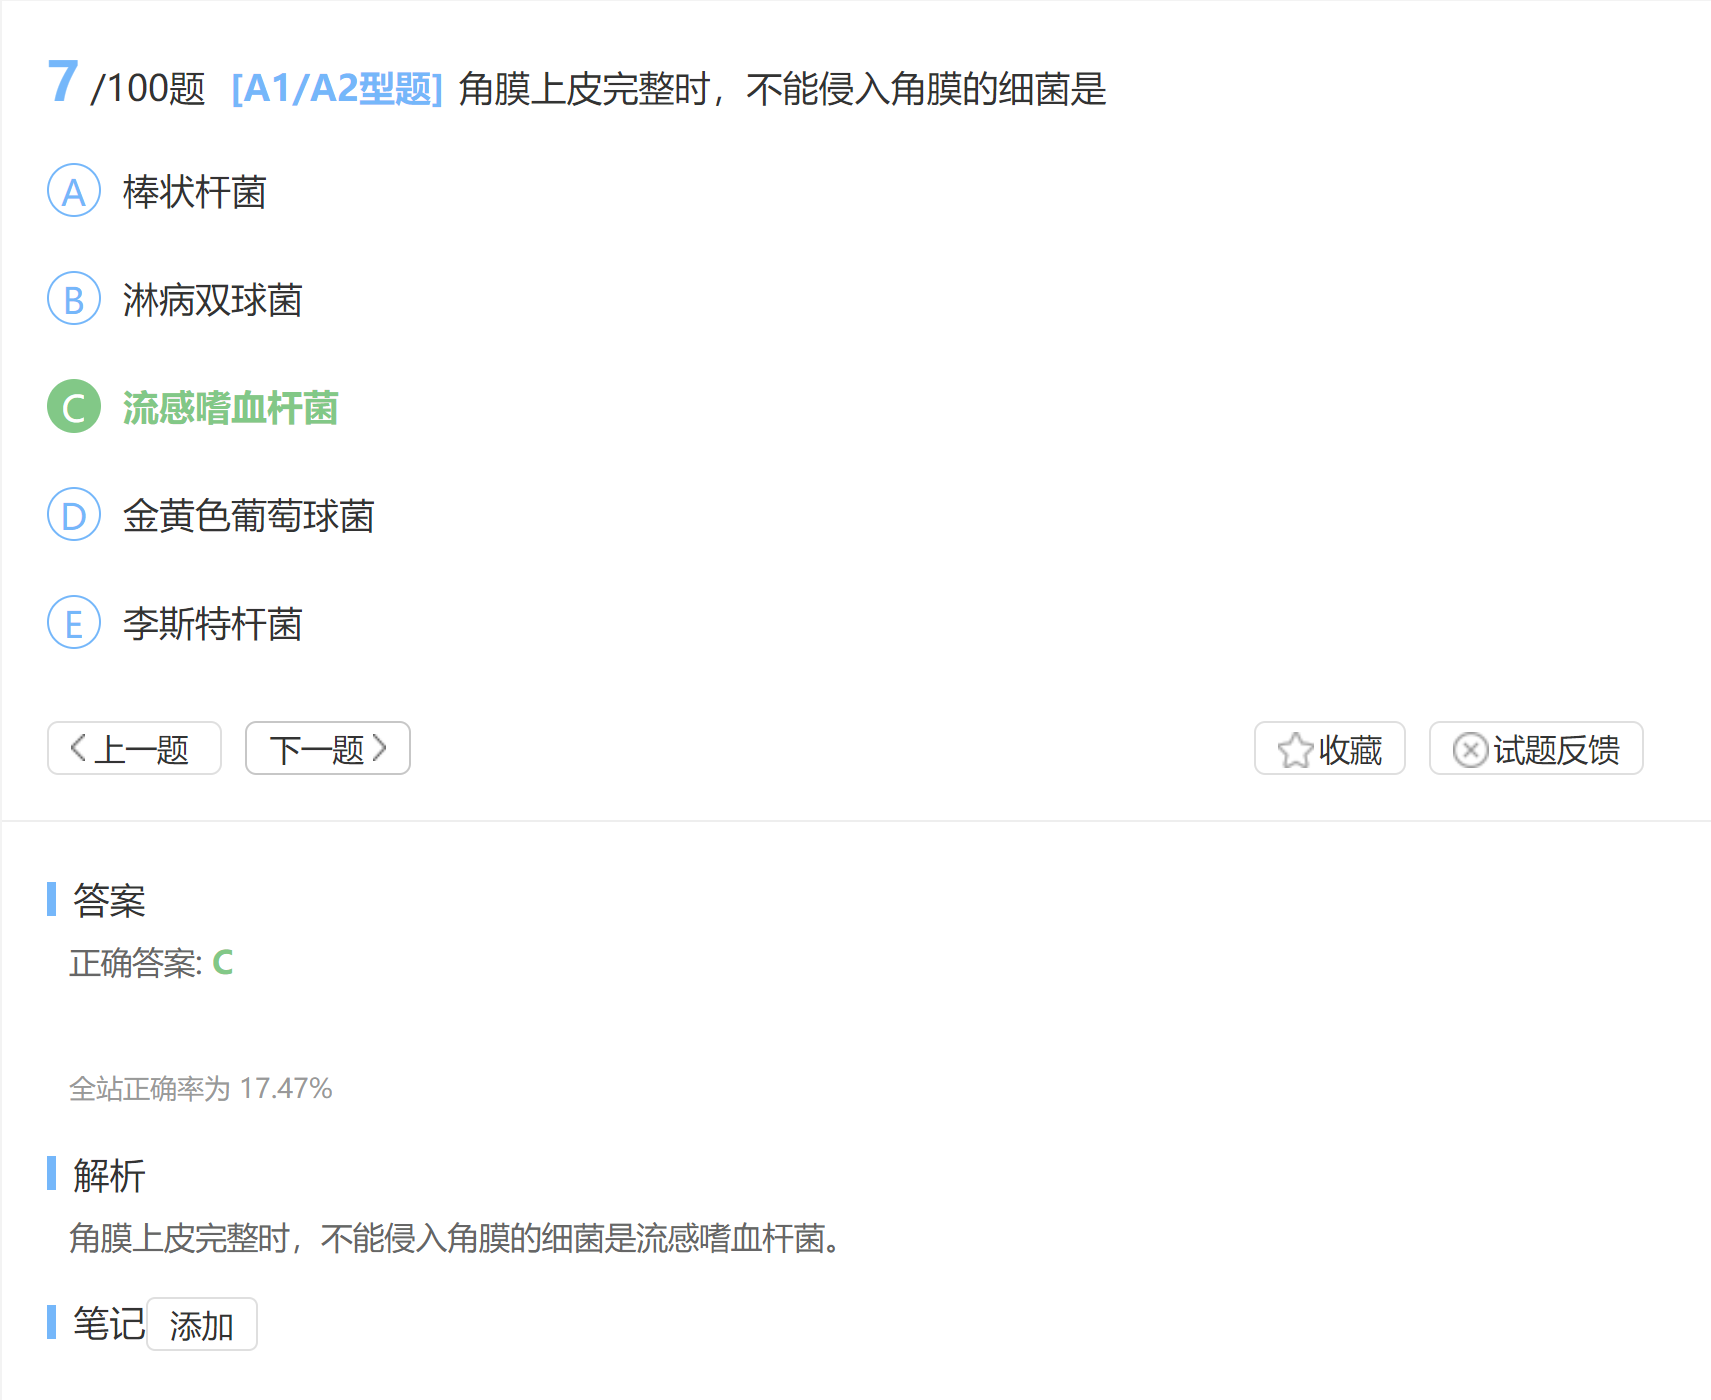 7 /100题 [A1/A2型题] 角膜上皮完整时，不能侵入角膜的细菌是
A 棒状杆菌
B 淋病双球菌
C 流感嗜血杆菌
D 金黄色葡萄球菌
E 李斯特杆菌
上一题 下一题 收藏 试题反馈
答案
正确答案: C
全站正确率为 17.47%
解析
角膜上皮完整时，不能侵入角膜的细菌是流感嗜血杆菌。
笔记 添加